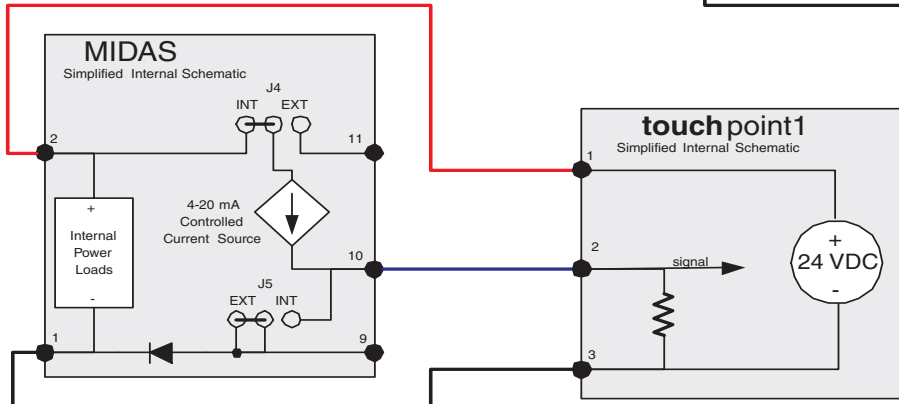 MIDAS
Simplified Internal Schematic
J4
INT EXT
2
11
+
Internal
Power
Loads
-
4-20 mA
Controlled
Current Source
10
J5
EXT INT
1
9
touchpoint1
Simplified Internal Schematic
1
2
signal
+
24 VDC
-
3